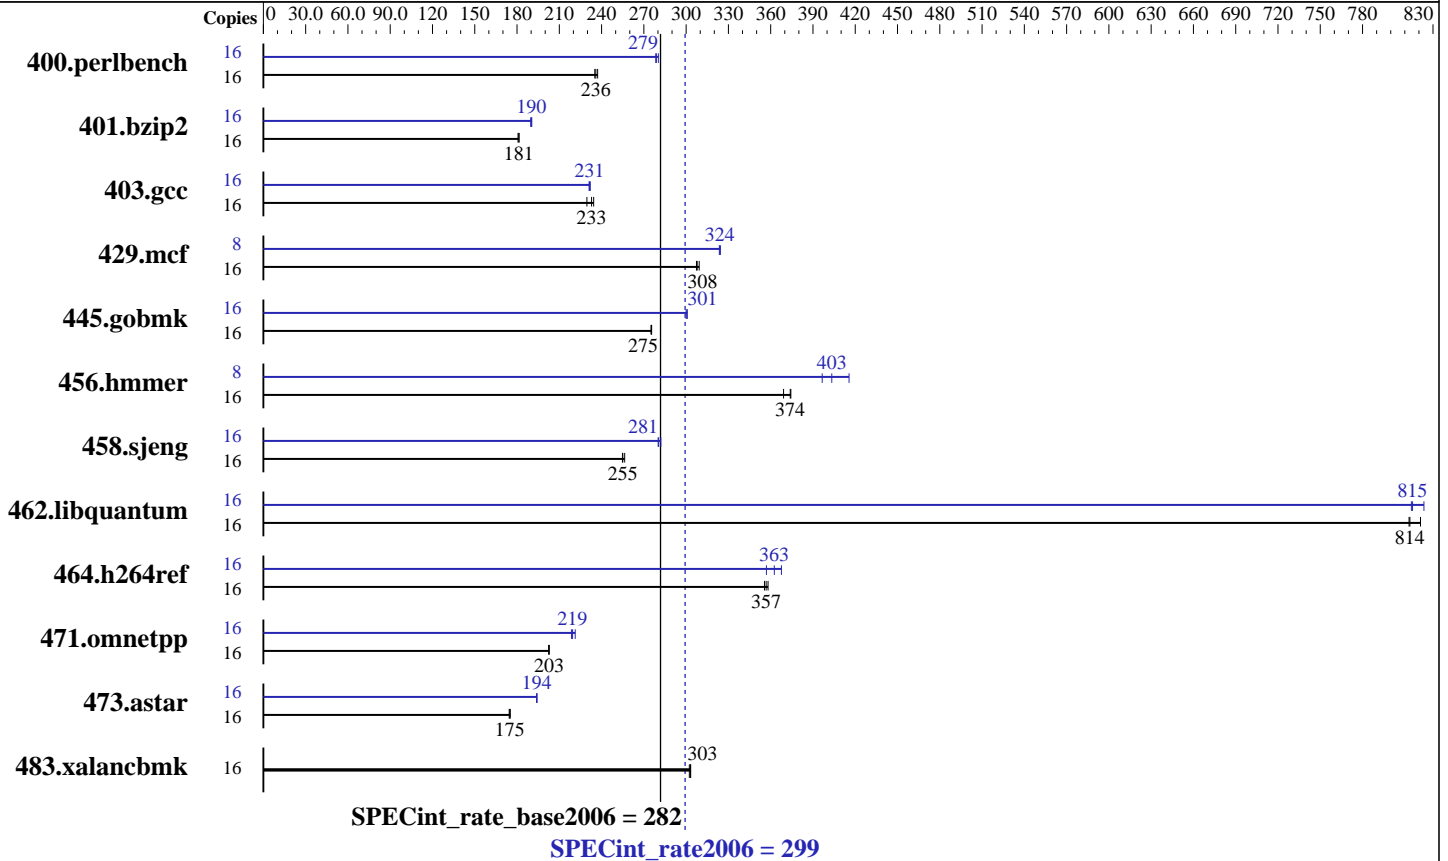 Copies 0 30.0 60.0 90.0 120 150 180 210 240 270 300 330 360 390 420 450 480 510 540 570 600 630 660 690 720 750 780 830
400.perlbench 16 279
16 236
401.bzip2 16 190
16 181
403.gcc 16 231
16 233
429.mcf 8 324
16 308
445.gobmk 16 301
16 275
456.hmmer 8 403
16 374
458.sjeng 16 281
16 255
462.libquantum 16 815
16 814
464.h264ref 16 363
16 357
471.omnetpp 16 219
16 203
473.astar 16 194
16 175
483.xalancbmk 16 303
SPECint_rate_base2006 = 282
SPECint_rate2006 = 299